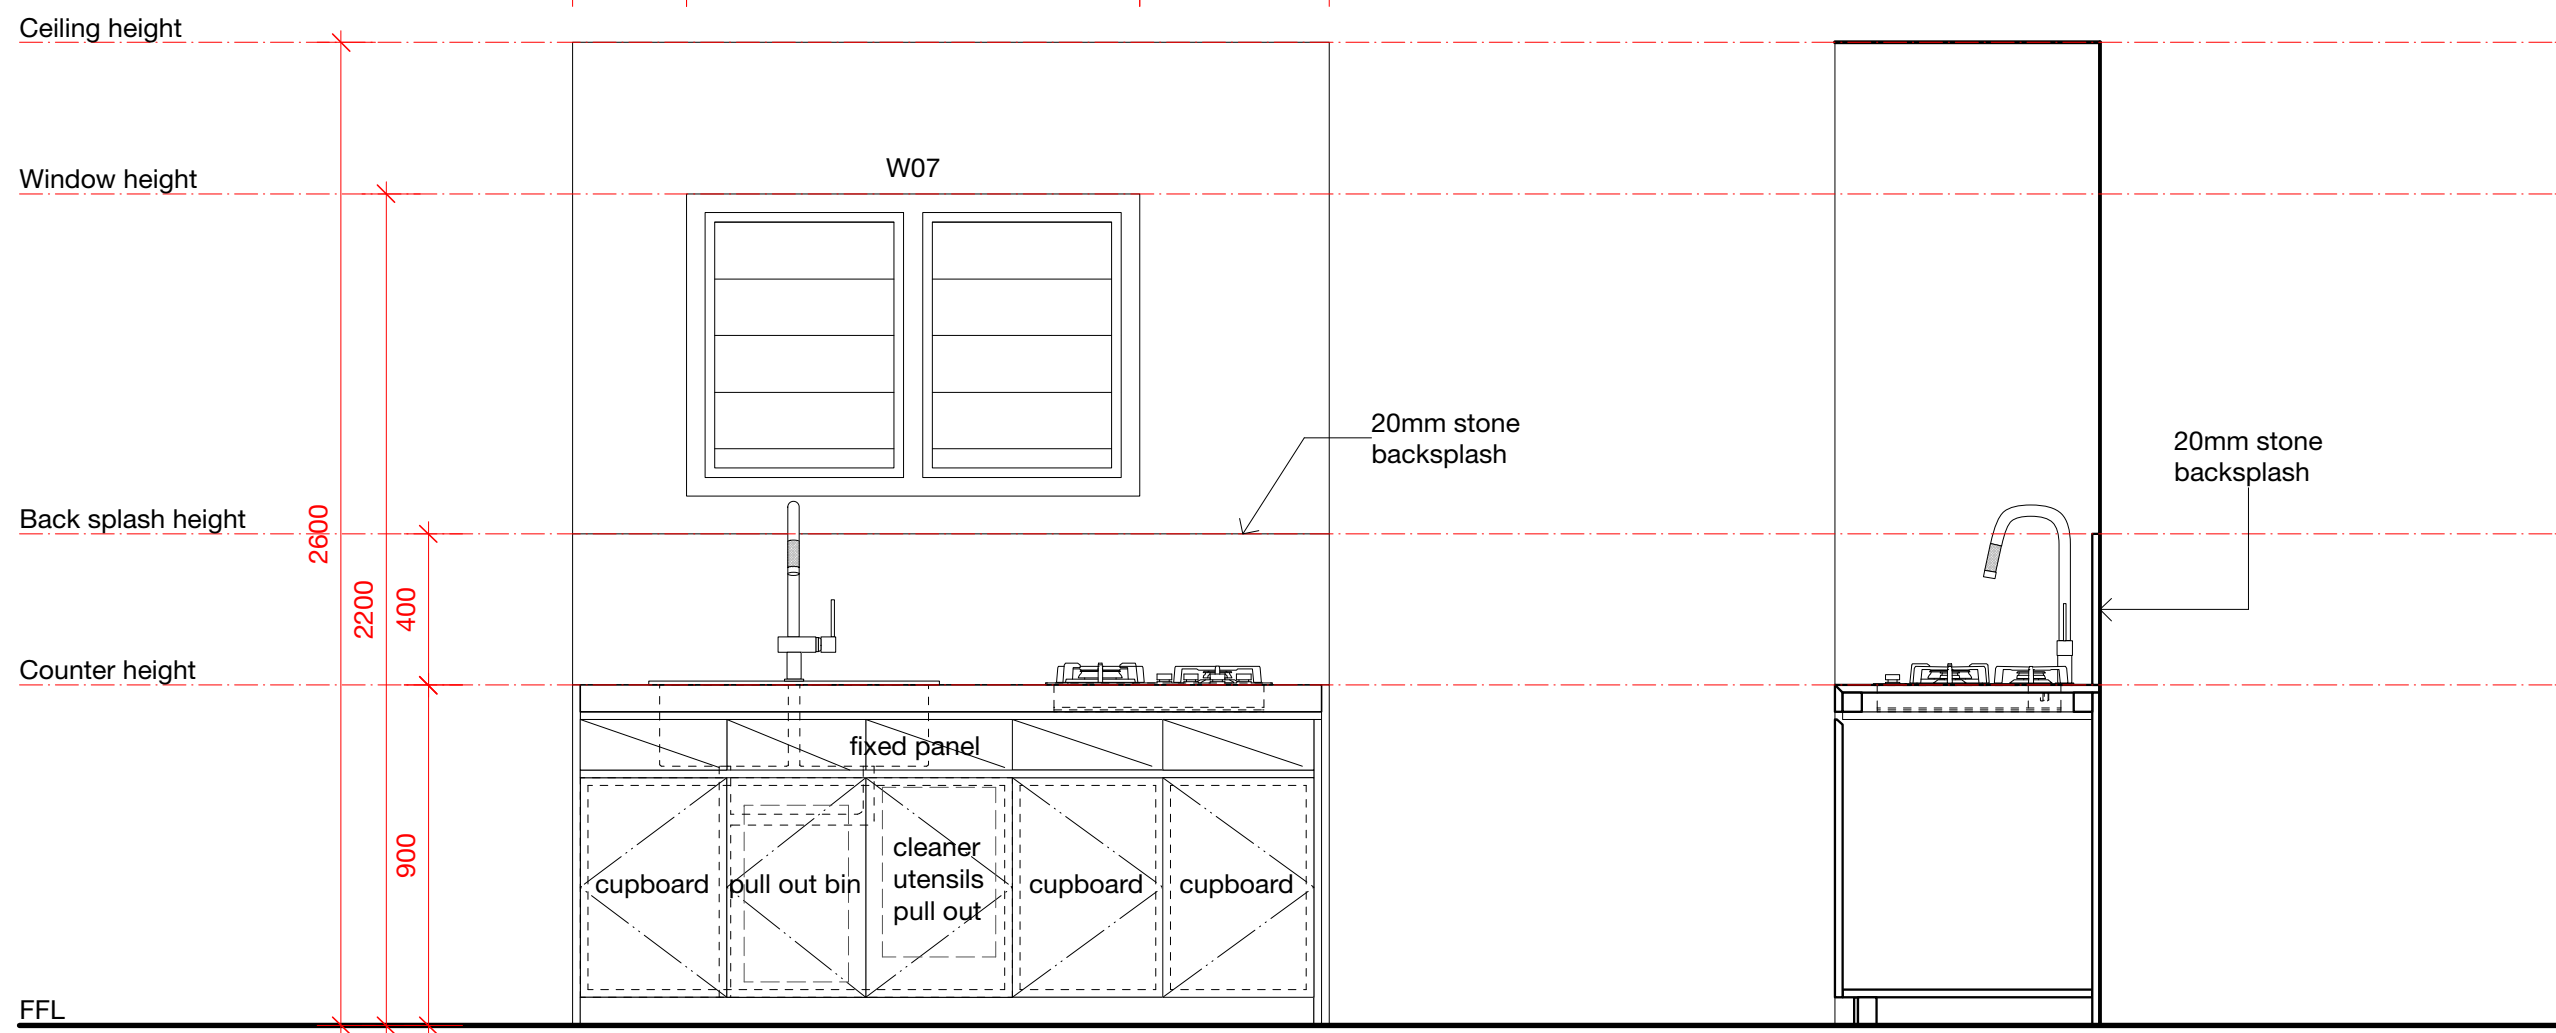 Ceiling height
W07
Window height
20mm stone
backsplash
20mm stone
backsplash
Back splash height
2600
2200
400
Counter height
fixed panel
900
cupboard
pull out bin
cleaner
utensils
pull out
cupboard
cupboard
FFL